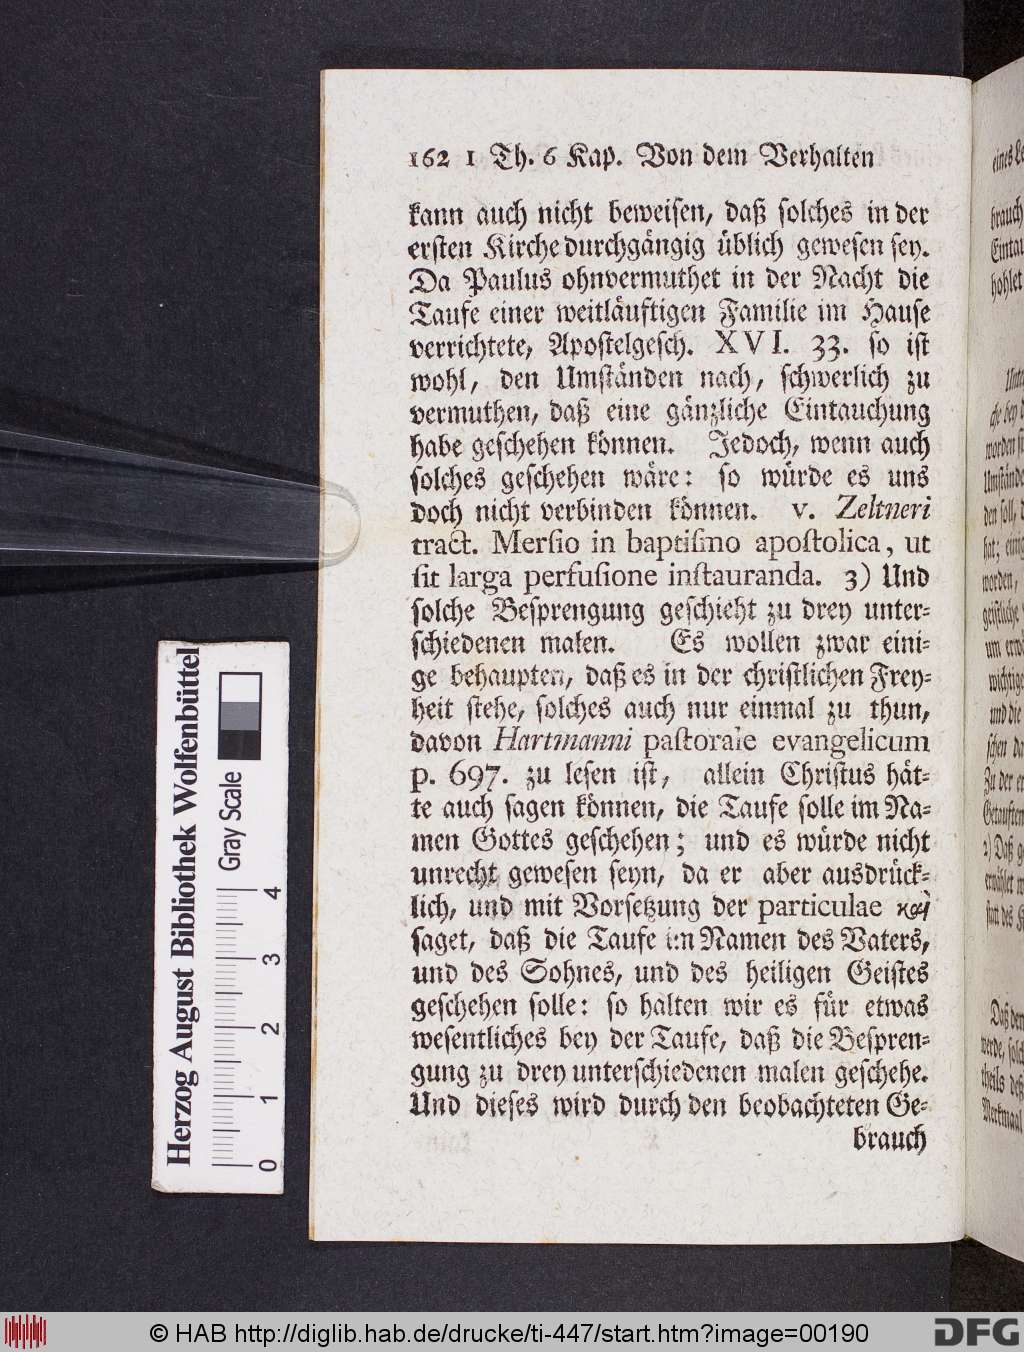 162 1 Th. 6 Kap. Von dem Verhalten
kann auch nicht beweisen, daß solches in der
ersten Kirche durchgängig üblich gewesen sey.
Da Paulus ohnvermuthet in der Nacht die
Taufe einer weitläuftigen Familie im Hause
verrichtete, Apostelgesch. XVI. 33. so ist
wohl, den Umständen nach, schwerlich zu
vermuthen, daß eine gänzliche Eintauchung
habe geschehen können. Jedoch, wenn auch
solches geschehen wäre: so würde es uns
doch nicht verbinden können. v. Zeltneri
tract. Mersio in baptismo apostolica, ut
sit larga perfusione instauranda. 3) Und
solche Besprengung geschieht zu drey unter-
schiedenen malen. Es wollen zwar eini-
ge behaupten, daß es in der christlichen Frey-
heit stehe, solches auch nur einmal zu thun,
davon Hartmanni pastorale evangelicum
p. 697. zu lesen ist, allein Christus hät-
te auch sagen können, die Taufe solle im Na-
men Gottes geschehen; und es würde nicht
unrecht gewesen seyn, da er aber ausdrück-
lich, und mit Vorsetzung der particulae καὶ
saget, daß die Taufe im Namen des Vaters,
und des Sohnes, und des heiligen Geistes
geschehen solle: so halten wir es für etwas
wesentliches bey der Taufe, daß die Bespren-
gung zu drey unterschiedenen malen geschehe.
Und dieses wird durch den beobachteten Ge-
brauch
Herzog August Bibliothek Wolfenbüttel
Gray Scale
0 1 2 3 4
© HAB http://diglib.hab.de/drucke/ti-447/start.htm?image=00190
DFG